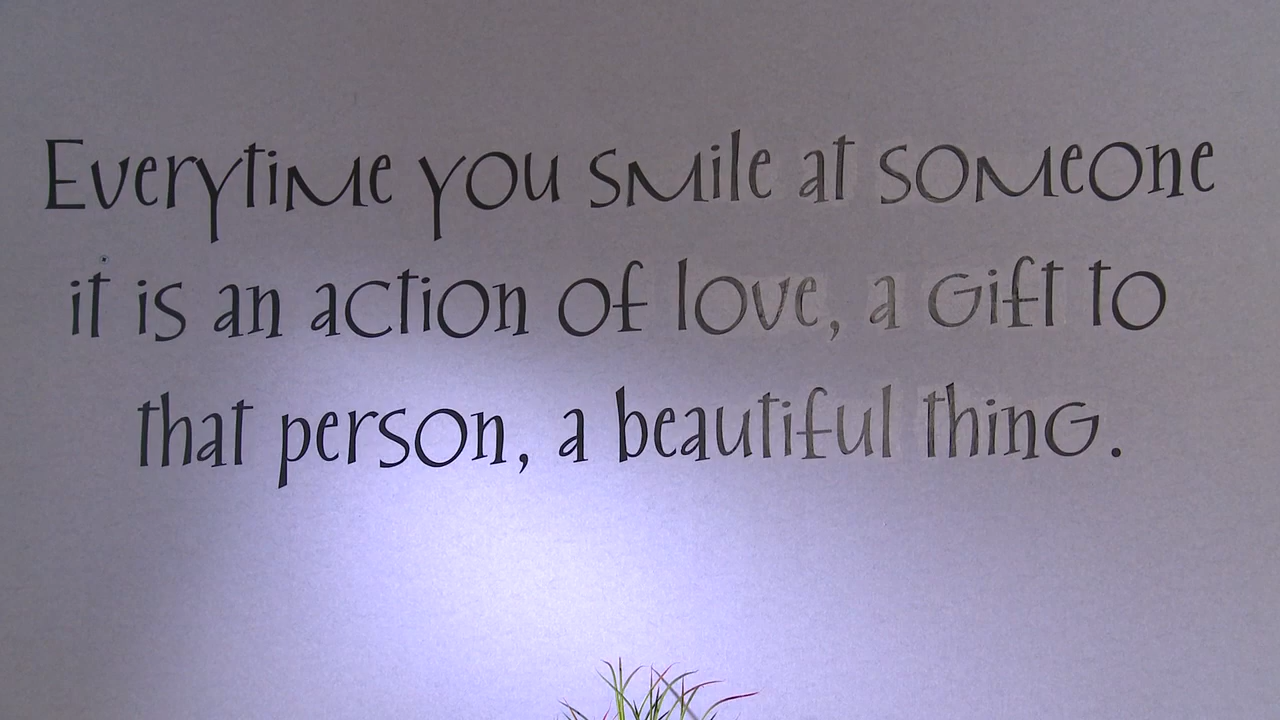 Everytime you smile at someone
it is an action of love, a gift to
that person, a beautiful thing.